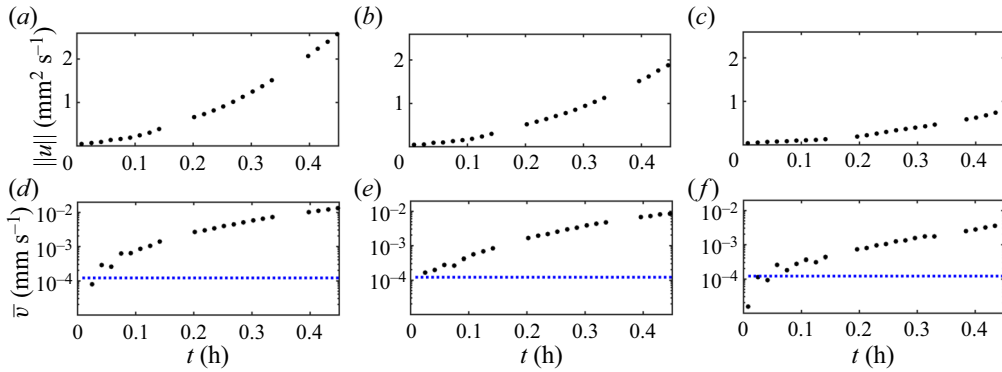 (a) (b) (c)
||u|| (mm² s⁻¹)
2 2 2
1 1 1
0 0.1 0.2 0.3 0.4 0 0.1 0.2 0.3 0.4 0 0.1 0.2 0.3 0.4
(d) (e) (f)
v̅ (mm s⁻¹)
10⁻² 10⁻² 10⁻²
10⁻³ 10⁻³ 10⁻³
10⁻⁴ 10⁻⁴ 10⁻⁴
0 0.1 0.2 0.3 0.4 0 0.1 0.2 0.3 0.4 0 0.1 0.2 0.3 0.4
t (h) t (h) t (h)